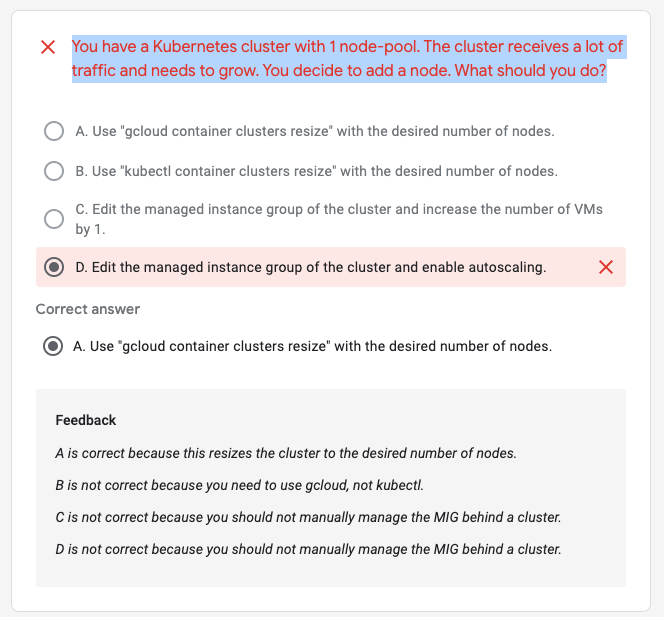 You have a Kubernetes cluster with 1 node-pool. The cluster receives a lot of
traffic and needs to grow. You decide to add a node. What should you do?
A. Use "gcloud container clusters resize" with the desired number of nodes.
B. Use "kubectl container clusters resize" with the desired number of nodes.
C. Edit the managed instance group of the cluster and increase the number of VMs
by 1.
D. Edit the managed instance group of the cluster and enable autoscaling.
Correct answer
A. Use "gcloud container clusters resize" with the desired number of nodes.
Feedback
A is correct because this resizes the cluster to the desired number of nodes.
B is not correct because you need to use gcloud, not kubectl.
C is not correct because you should not manually manage the MIG behind a cluster.
D is not correct because you should not manually manage the MIG behind a cluster.